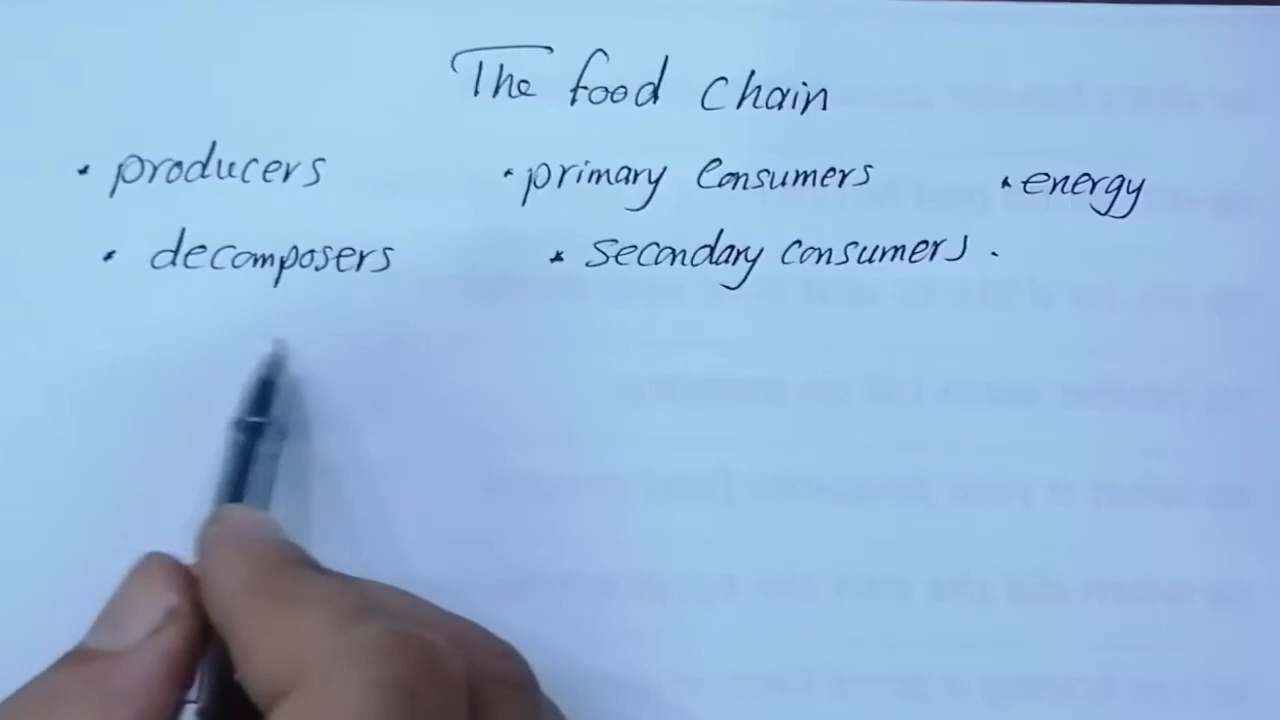 The food chain
• producers • primary consumers • energy
• decomposers • secondary consumers.